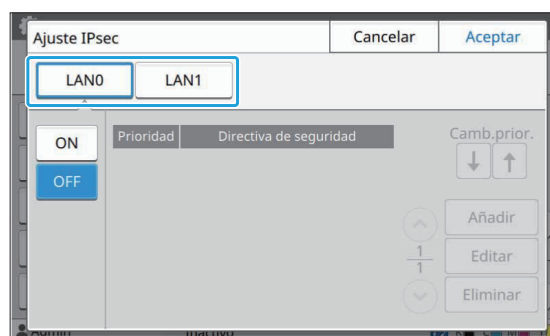 Ajuste IPsec Cancelar Aceptar
LAN0 LAN1
ON Prioridad Directiva de seguridad Camb.prior.
OFF
Añadir
1
1
Editar
Eliminar
Admin Inactivo